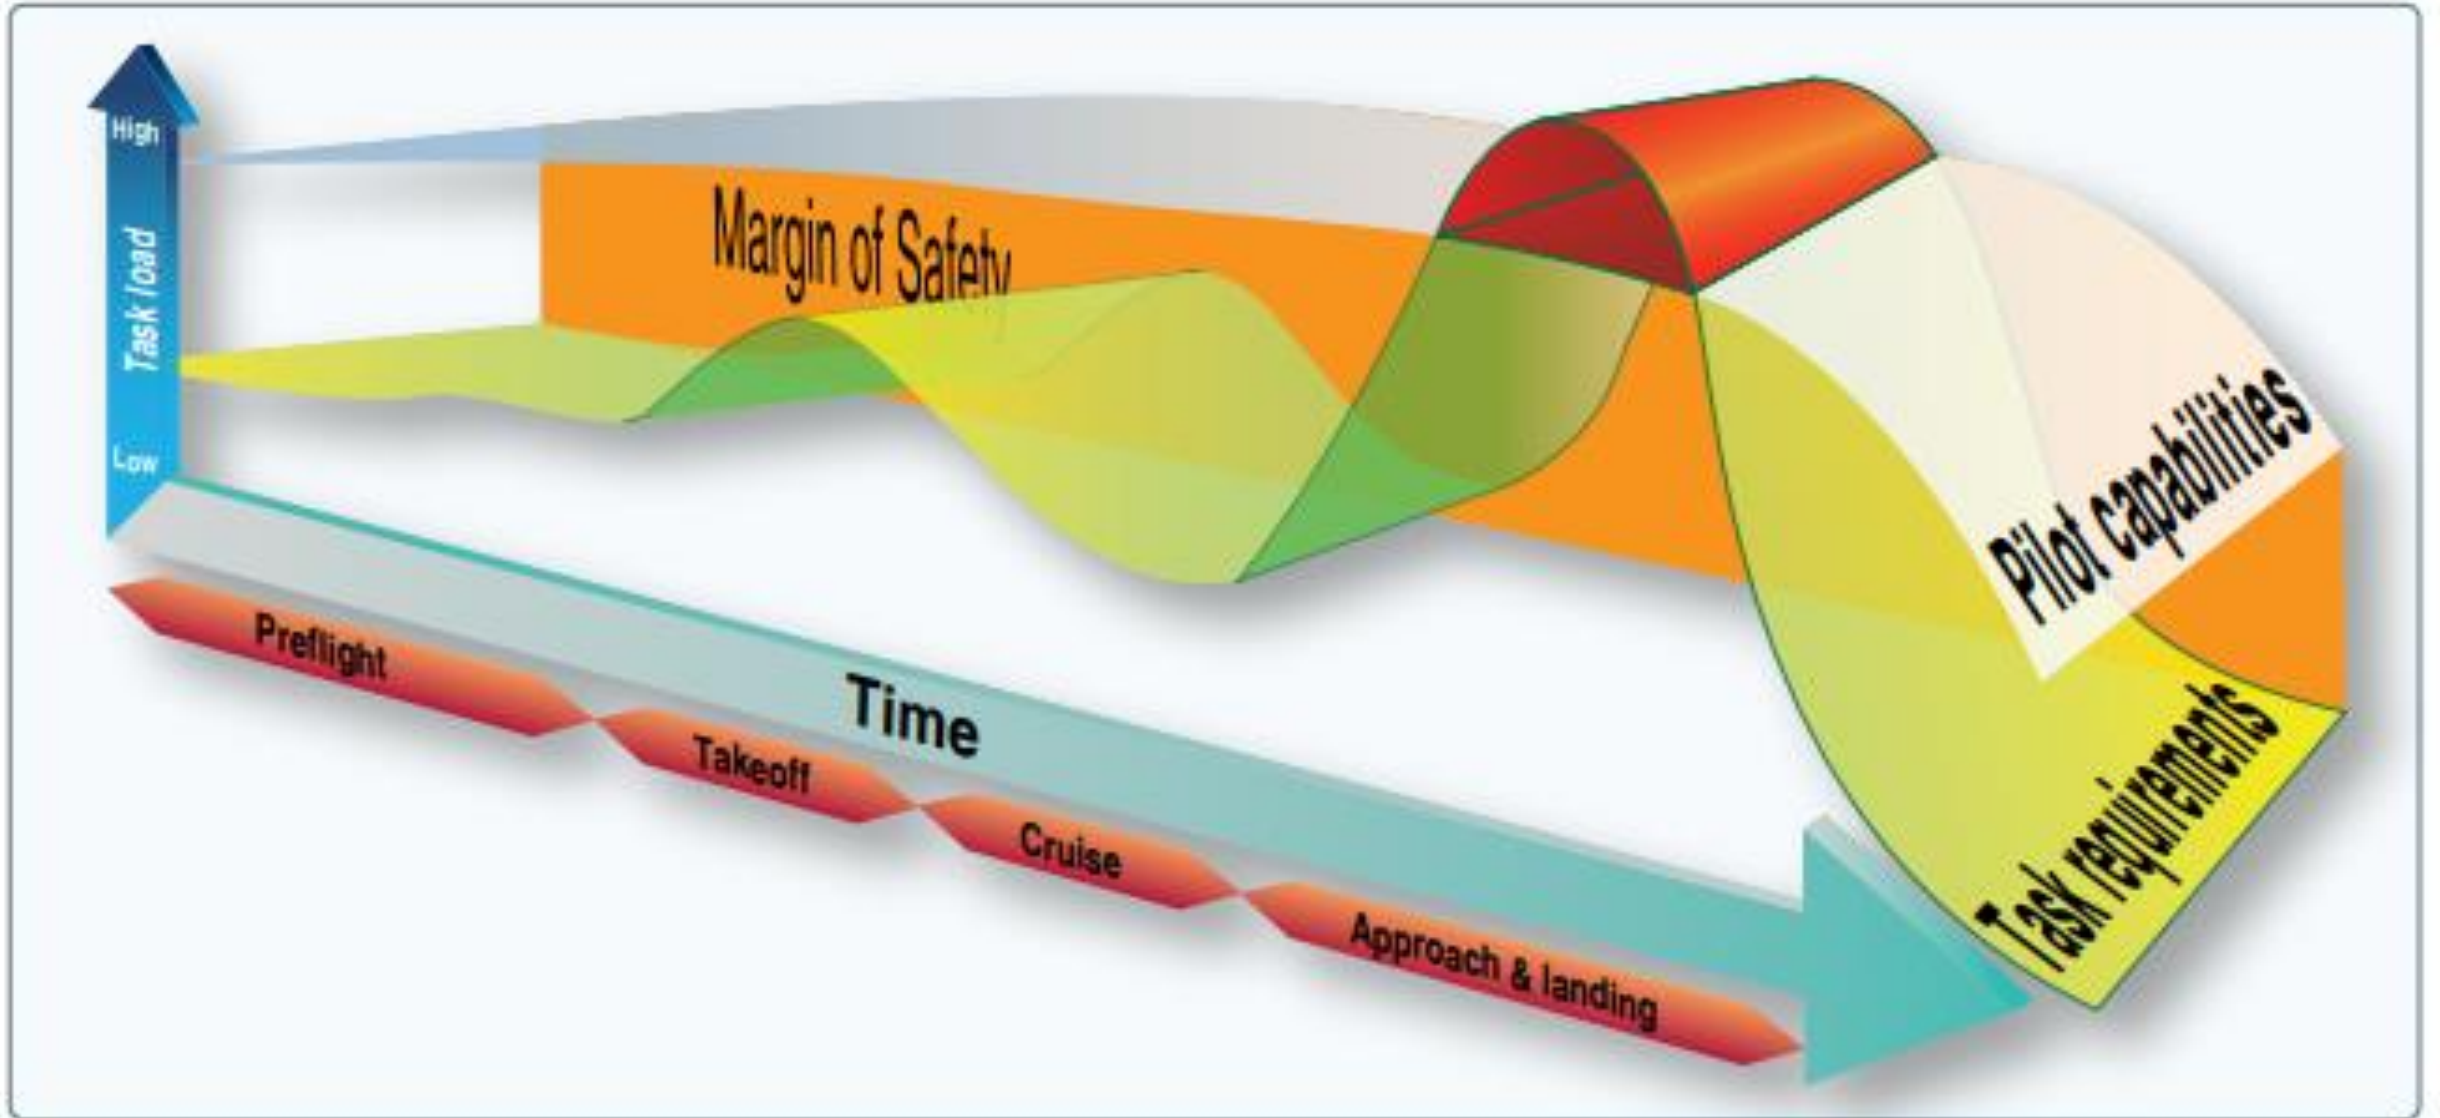 High
Task load
Low
Margin of Safety
Pilot capabilities
Task requirements
Time
Preflight
Takeoff
Cruise
Approach & landing